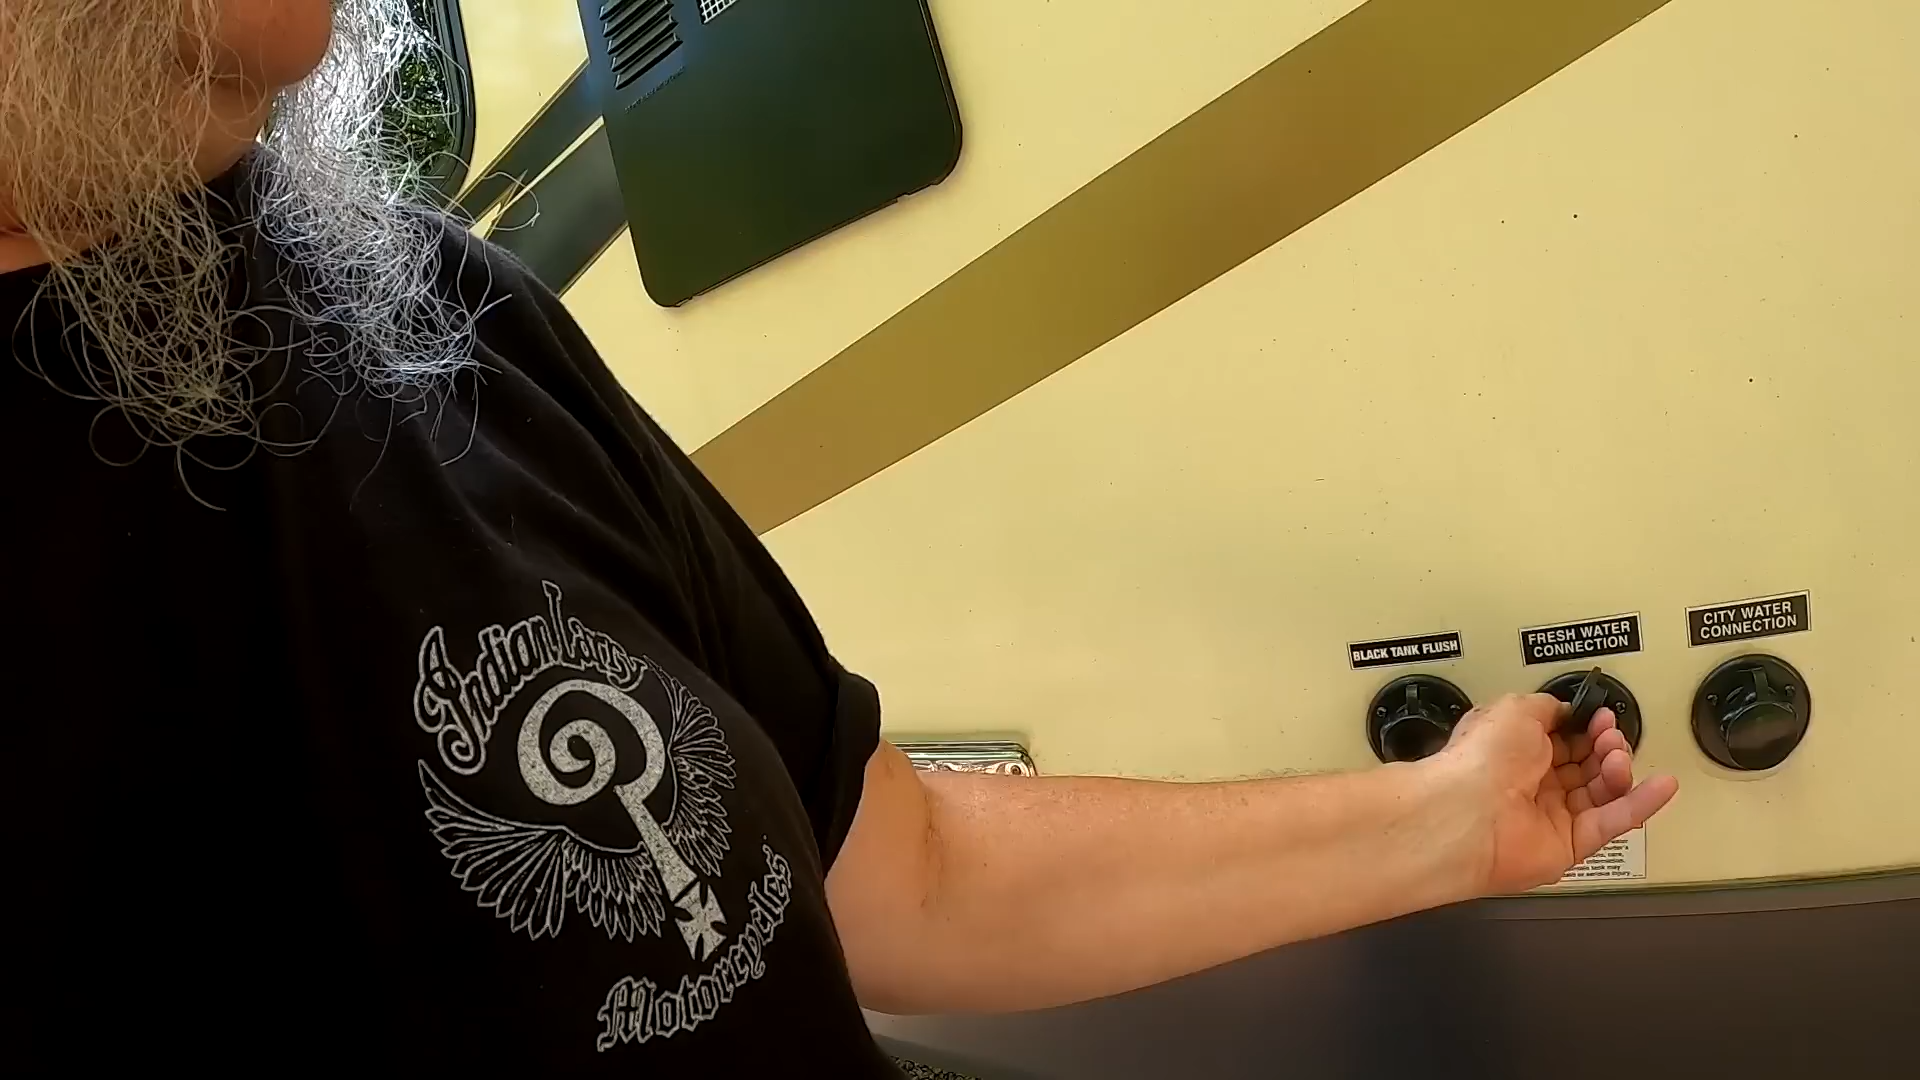 Indian Larry
Motorcycles
BLACK TANK FLUSH
FRESH WATER
CONNECTION
CITY WATER
CONNECTION